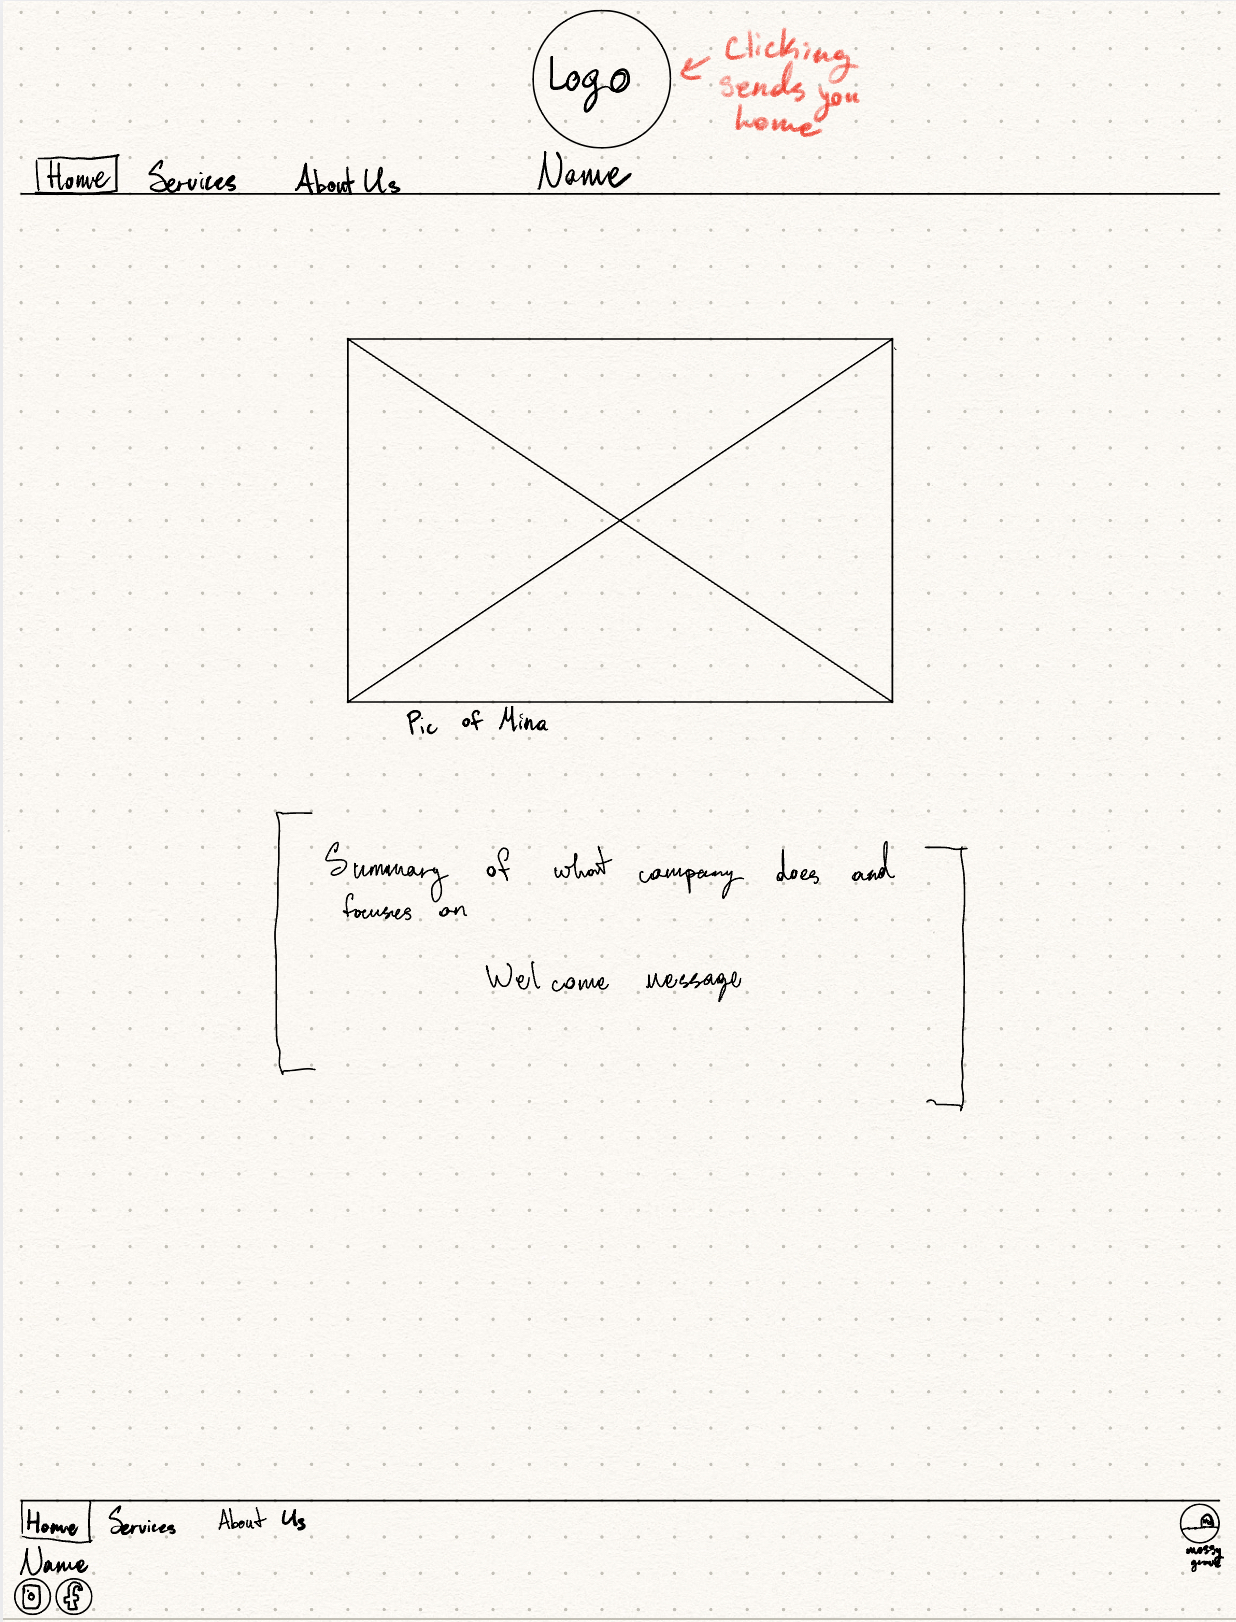 Logo
Clicking
sends you
home
Home Services About Us Name
Pic of Mina
Summary of what company does and
focuses on
Welcome message
Home Services About Us
Name
mossy
grove